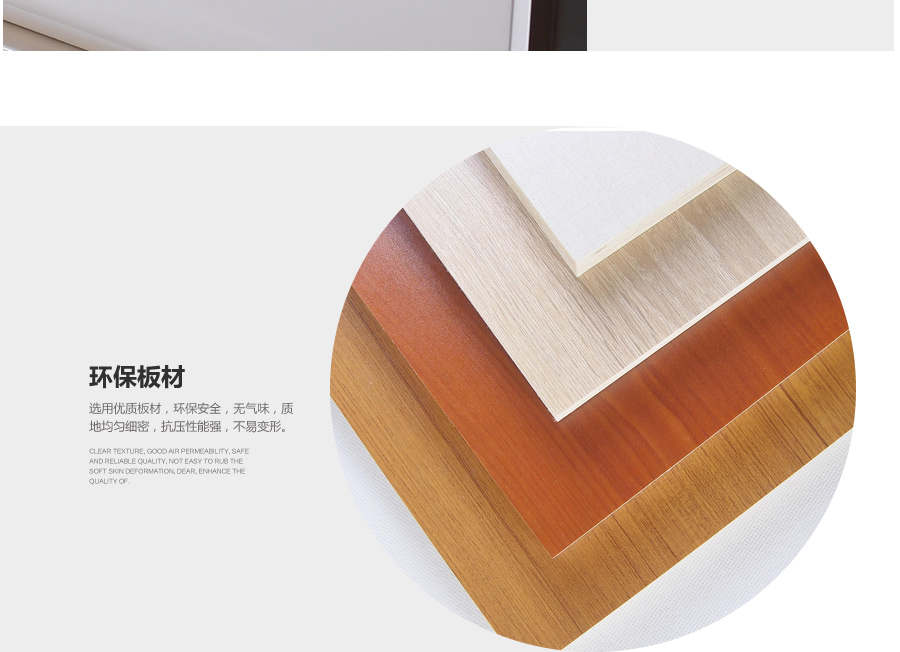 环保板材
选用优质板材，环保安全，无气味，质
地均匀细密，抗压性能强，不易变形。
CLEAR TEXTURE, GOOD AIR PERMEABILITY, SAFE
AND RELIABLE QUALITY, NOT EASY TO RUB THE
SOFT SKIN DEFORMATION, DEAR, ENHANCE THE
QUALITY OF.